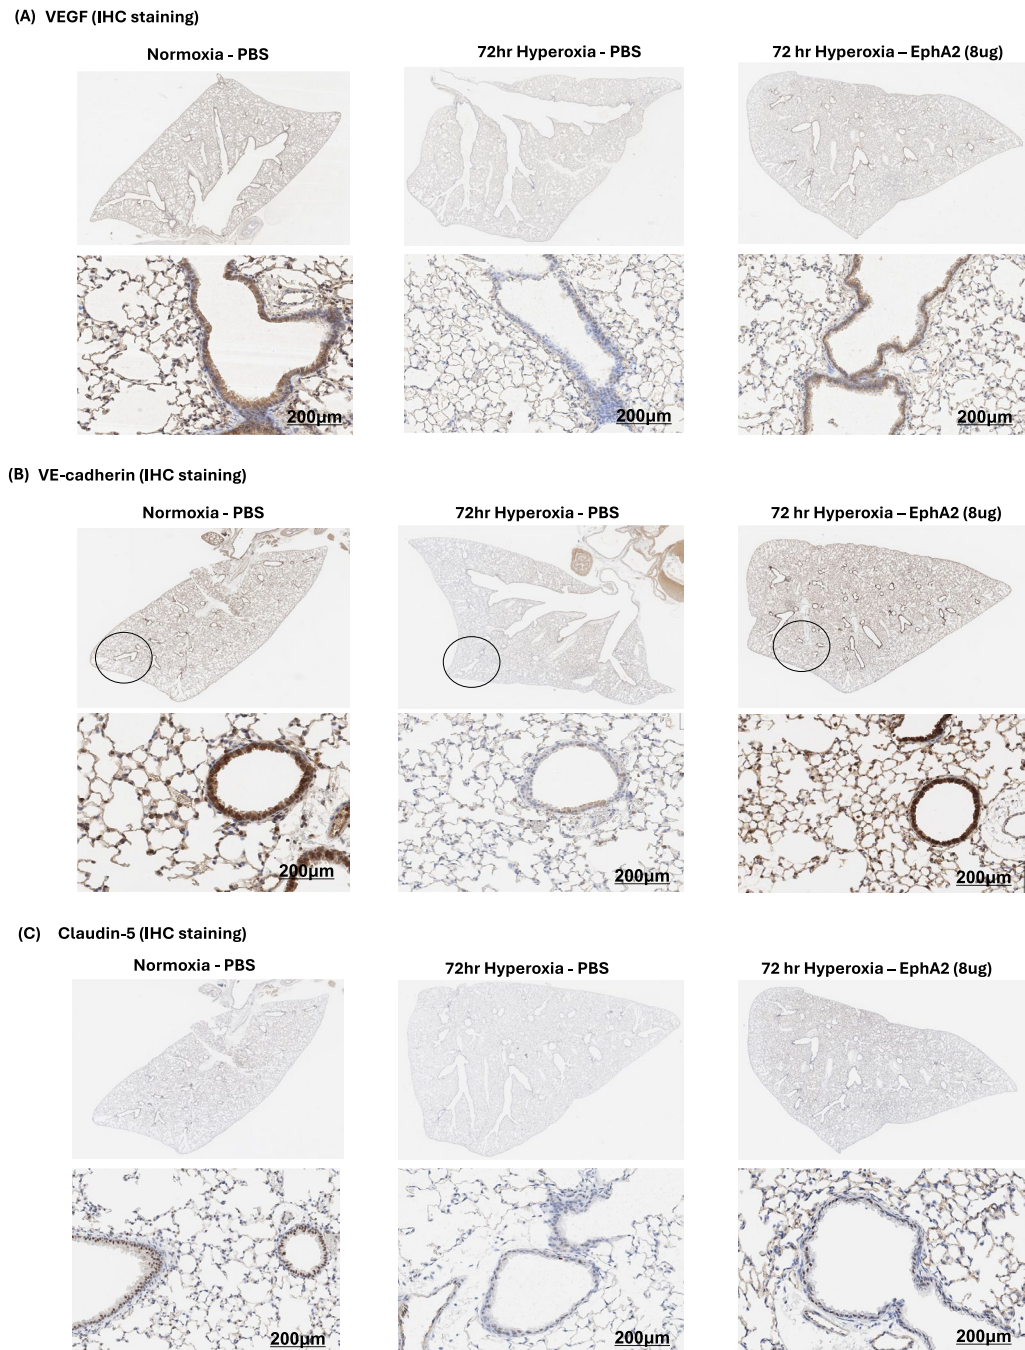 (A) VEGF (IHC staining)
Normoxia - PBS
72hr Hyperoxia - PBS
72 hr Hyperoxia – EphA2 (8ug)
200µm
200µm
200µm
(B) VE-cadherin (IHC staining)
Normoxia - PBS
72hr Hyperoxia - PBS
72 hr Hyperoxia – EphA2 (8ug)
200µm
200µm
200µm
(C) Claudin-5 (IHC staining)
Normoxia - PBS
72hr Hyperoxia - PBS
72 hr Hyperoxia – EphA2 (8ug)
200µm
200µm
200µm